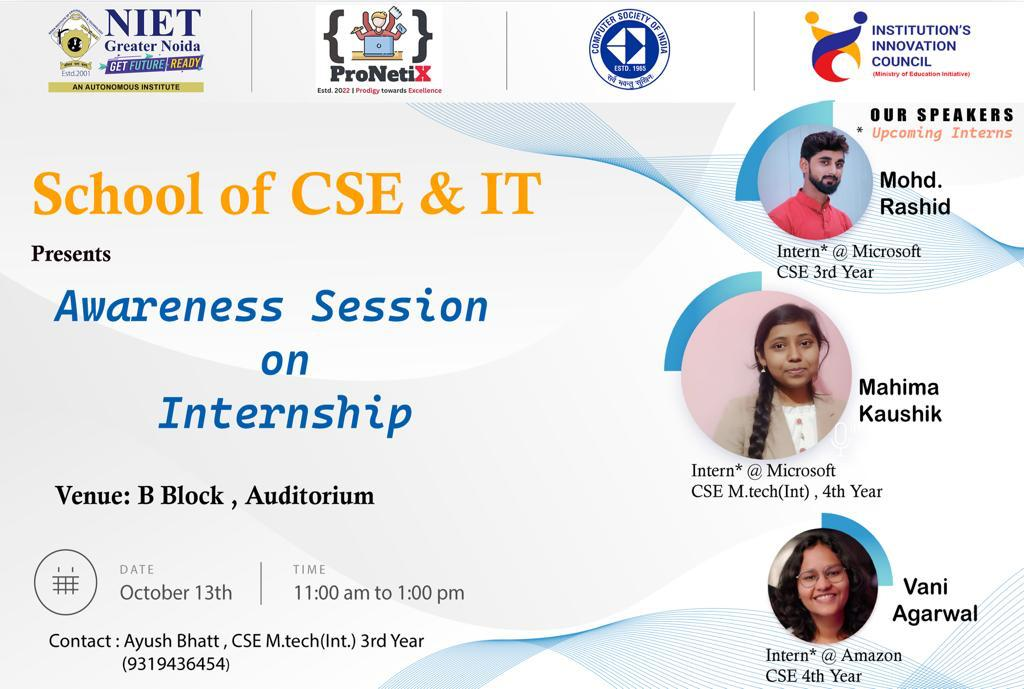 NIET
Greater Noida
GET FUTURE READY
Estd.2001
AN AUTONOMOUS INSTITUTE
{ }
ProNetiX
Estd. 2022 | Prodigy towards Excellence
COMPUTER SOCIETY OF INDIA
ESTD. 1965
INSTITUTION'S
INNOVATION
COUNCIL
(Ministry of Education Initiative)
OUR SPEAKERS
* Upcoming Interns
School of CSE & IT
Presents
Awareness Session
on
Internship
Venue: B Block , Auditorium
DATE
October 13th
TIME
11:00 am to 1:00 pm
Contact : Ayush Bhatt , CSE M.tech(Int.) 3rd Year
(9319436454)
Mohd.
Rashid
Intern* @ Microsoft
CSE 3rd Year
Mahima
Kaushik
Intern* @ Microsoft
CSE M.tech(Int) , 4th Year
Vani
Agarwal
Intern* @ Amazon
CSE 4th Year